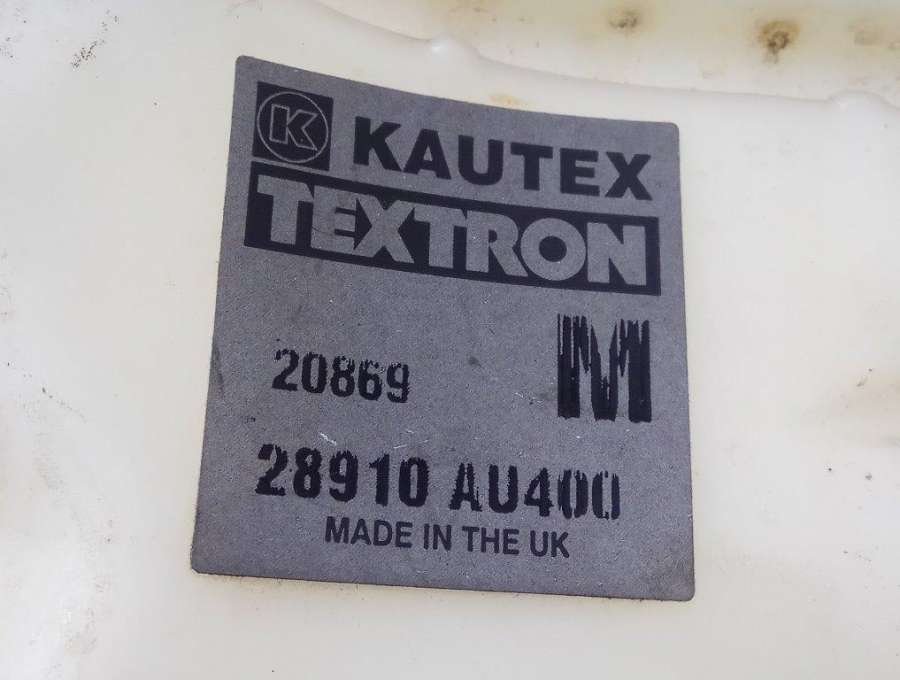 K KAUTEX
TEXTRON
M
20869
28910 AU400
MADE IN THE UK